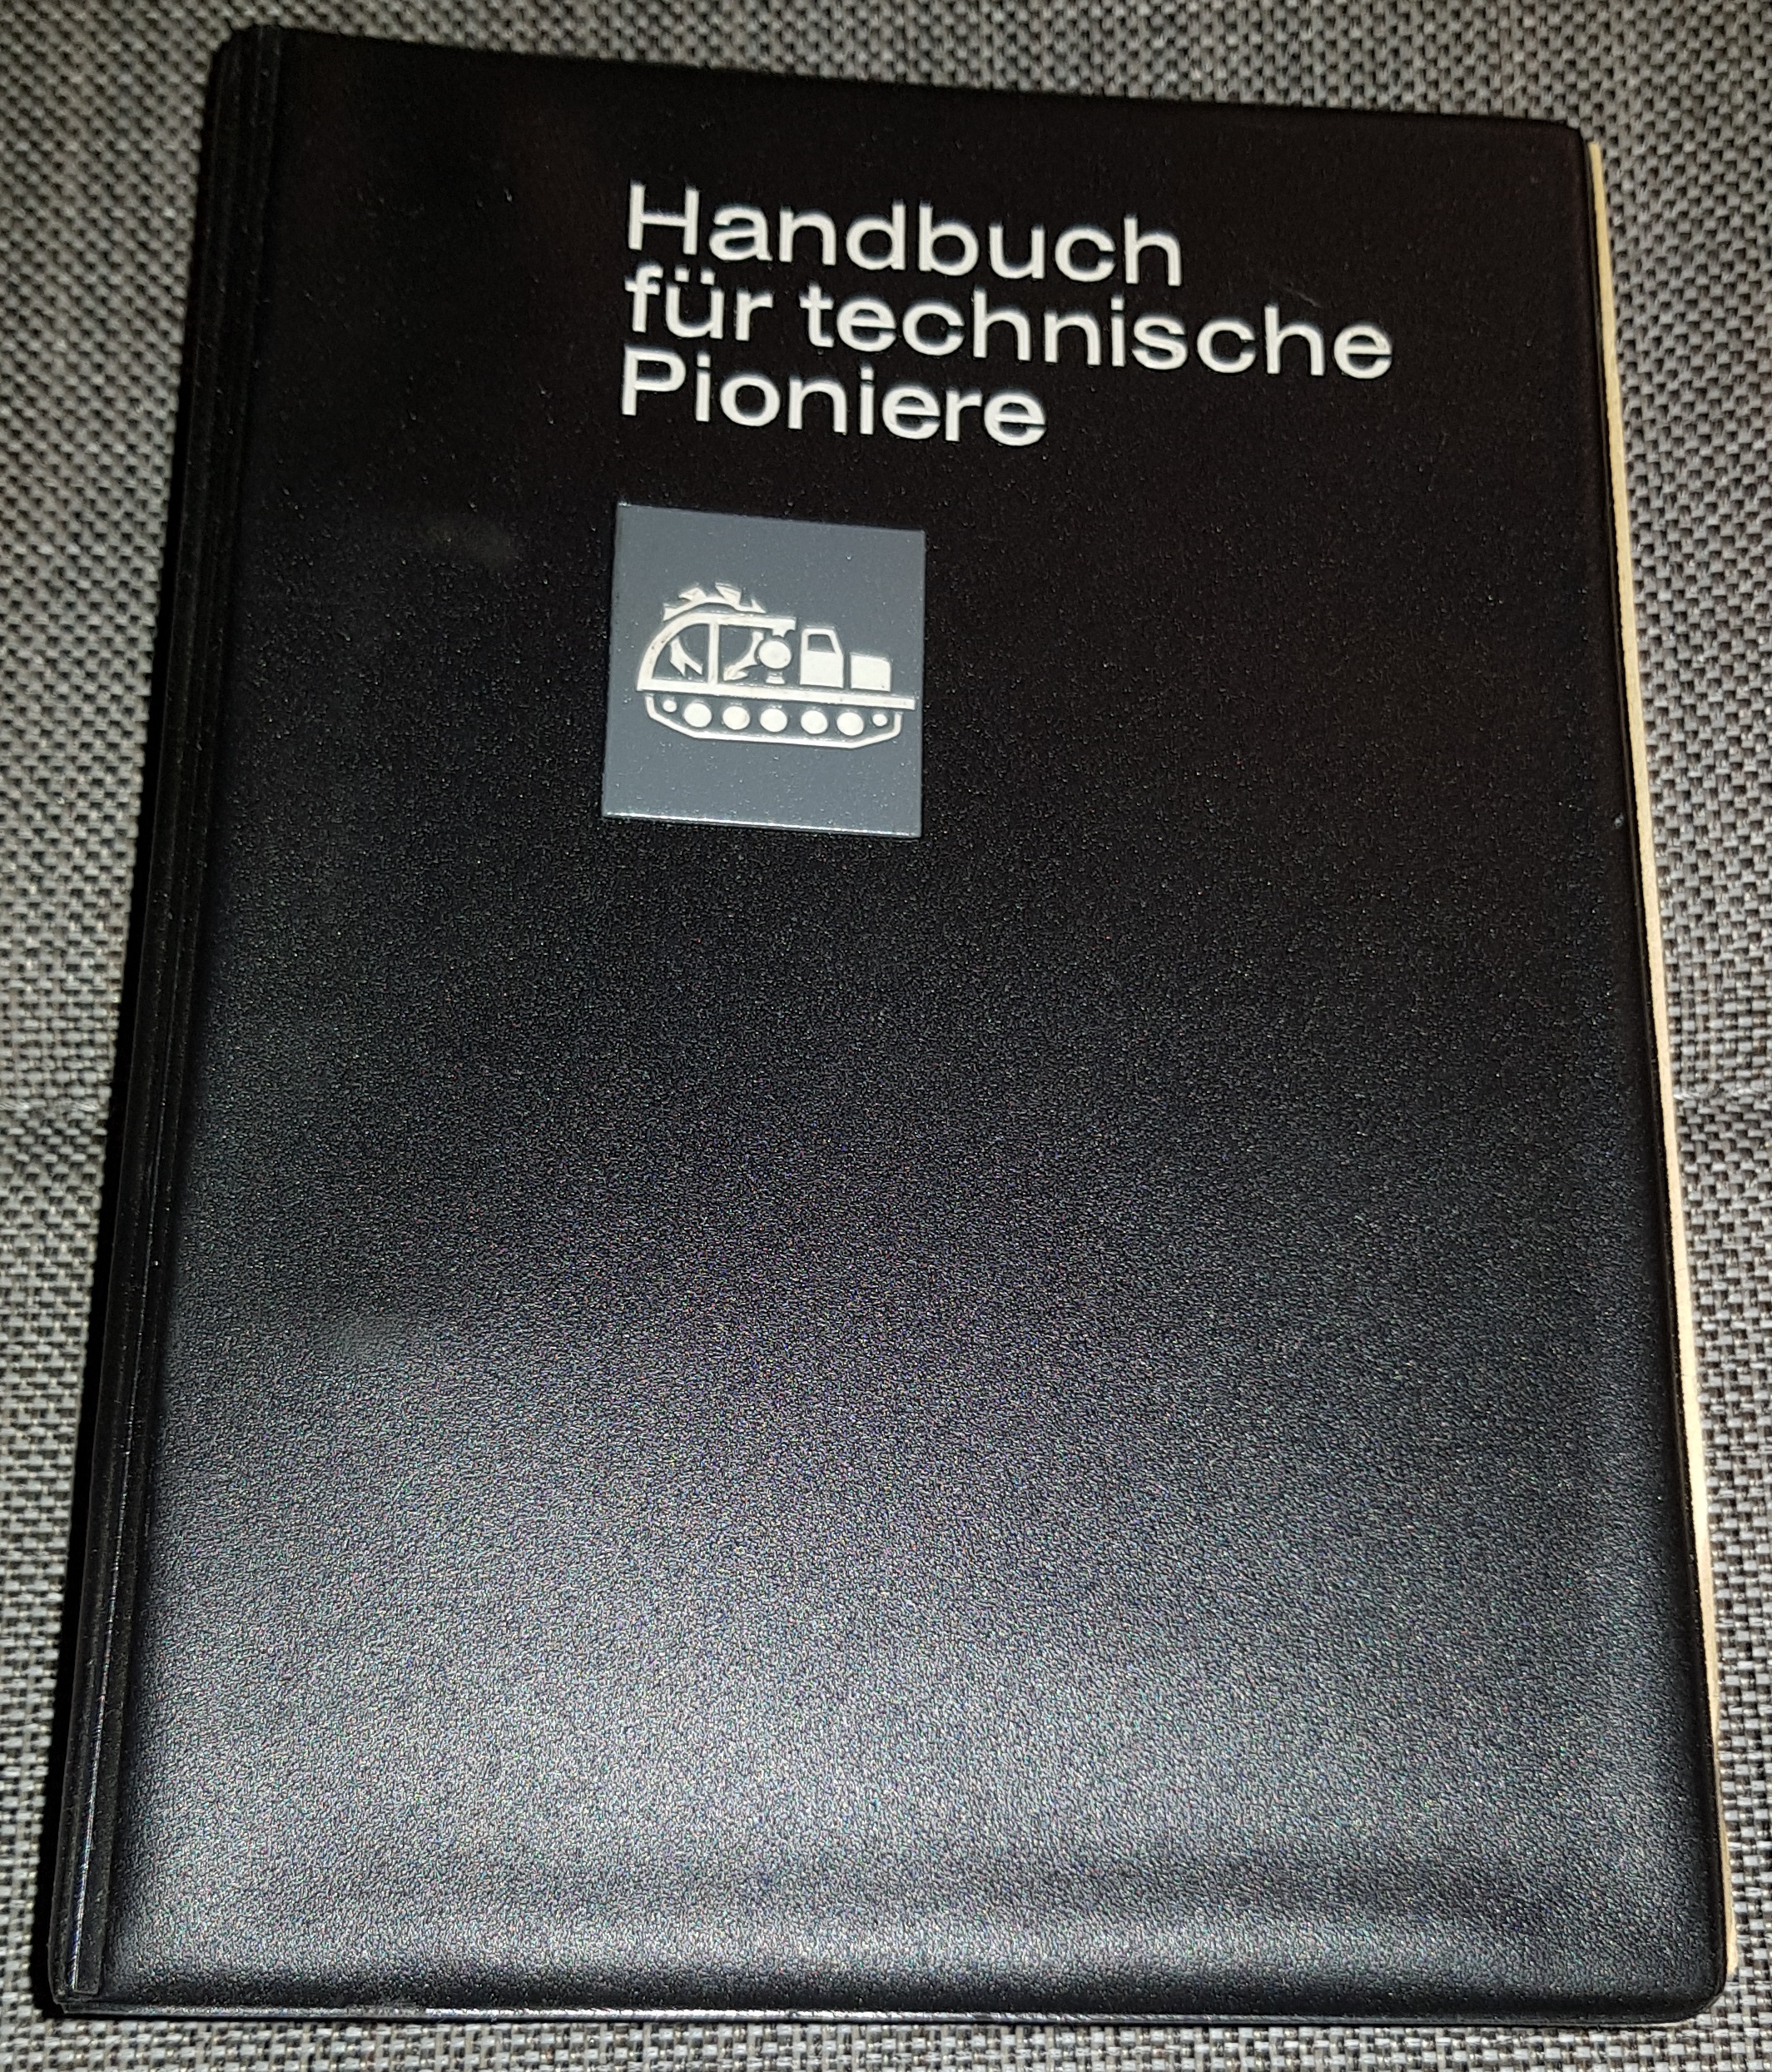 Handbuch
für technische
Pioniere